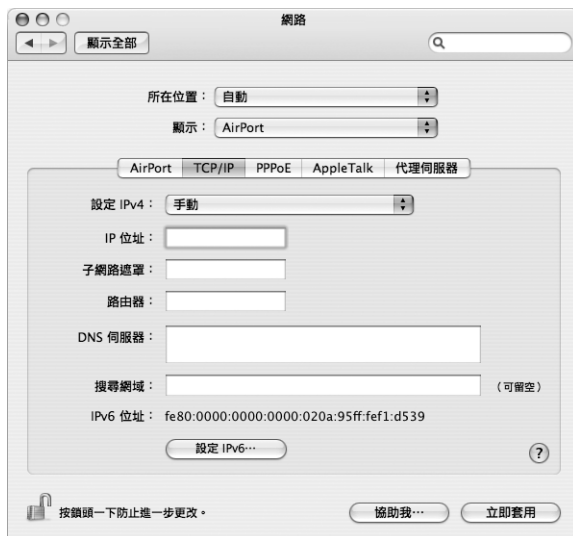 網路
顯示全部
所在位置： 自動
顯示： AirPort
AirPort TCP/IP PPPoE AppleTalk 代理伺服器
設定 IPv4： 手動
IP 位址：
子網路遮罩：
路由器：
DNS 伺服器：
搜尋網域： （可留空）
IPv6 位址： fe80:0000:0000:0000:020a:95ff:fef1:d539
設定 IPv6⋯
?
按鎖頭一下防止進一步更改。
協助我⋯ 立即套用